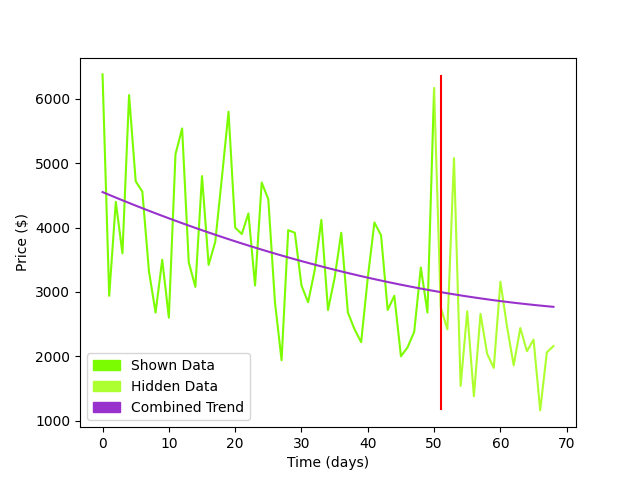 6000
5000
4000
3000
2000
1000
Price ($)
Shown Data
Hidden Data
Combined Trend
0 10 20 30 40 50 60 70
Time (days)